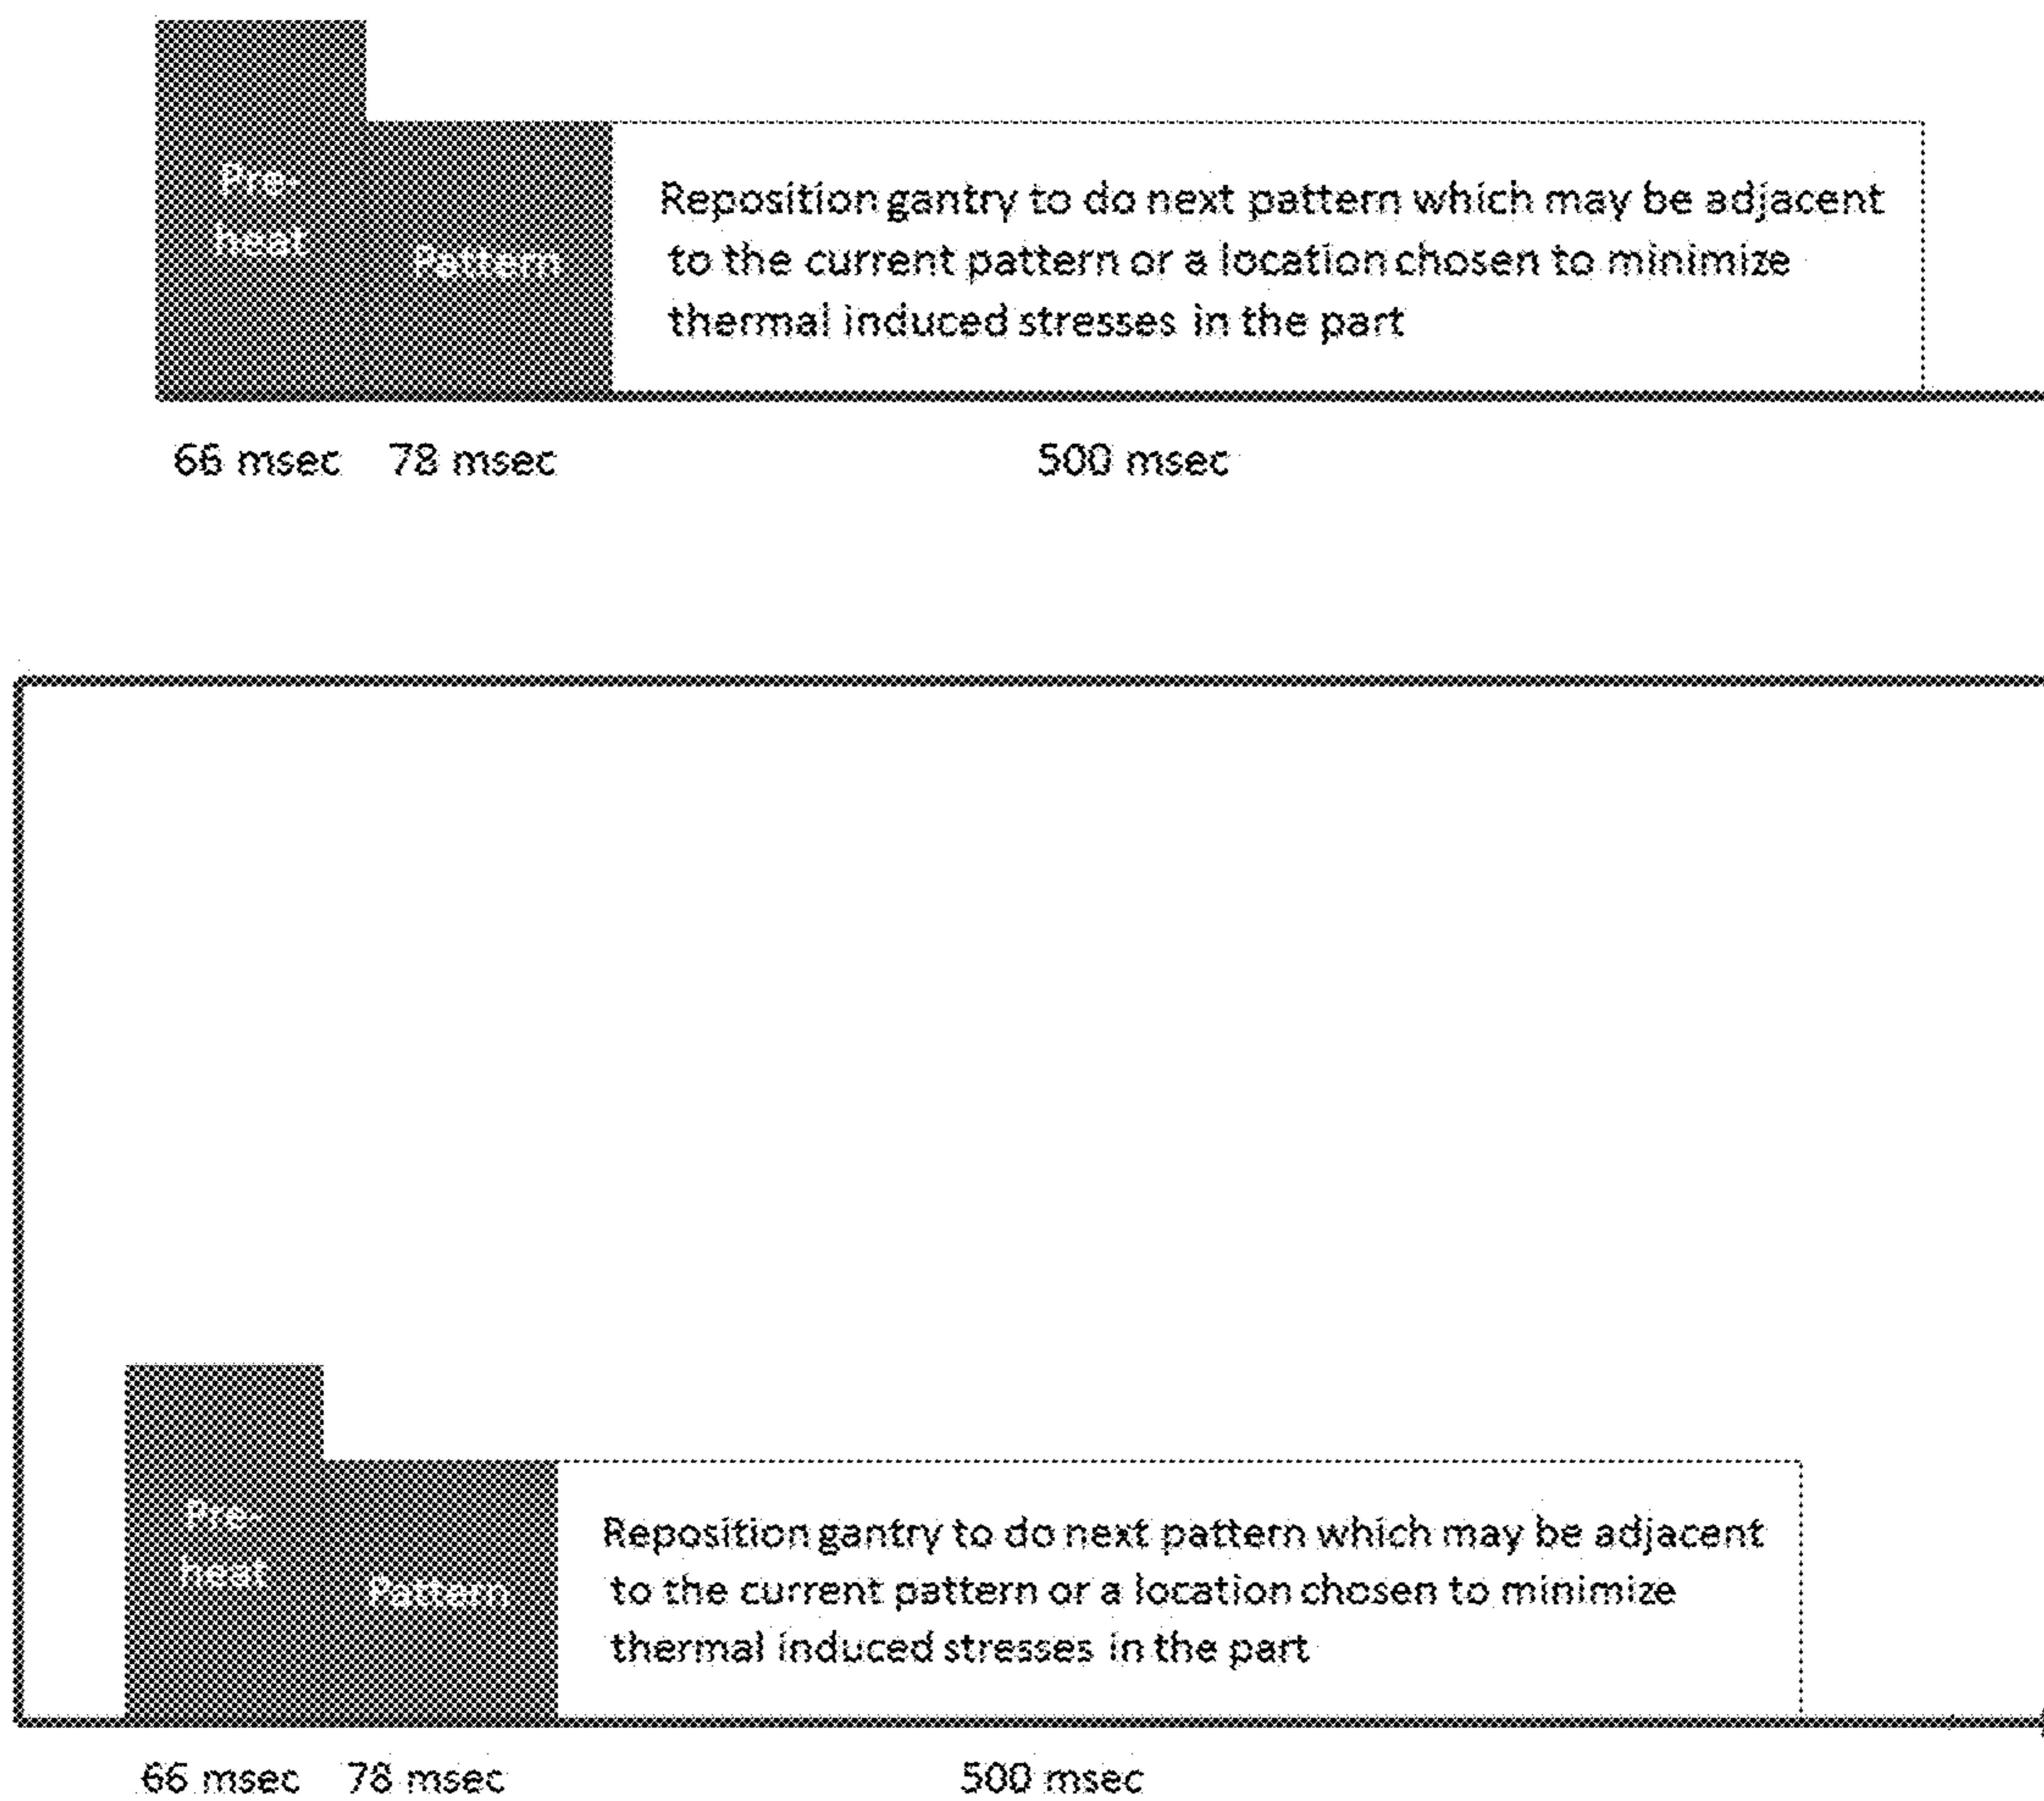 Pre-
heat
Pattern
Reposition gantry to do next pattern which may be adjacent
to the current pattern or a location chosen to minimize
thermal induced stresses in the part
66 msec 78 msec 500 msec
Pre-
heat
Pattern
Reposition gantry to do next pattern which may be adjacent
to the current pattern or a location chosen to minimize
thermal induced stresses in the part
66 msec 78 msec 500 msec